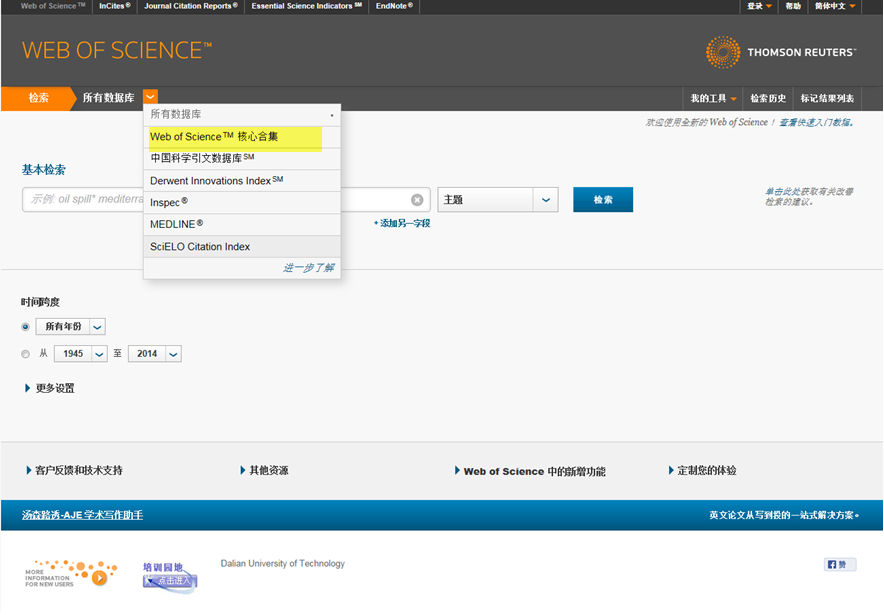 Web of Science™ InCites® Journal Citation Reports® Essential Science Indicators℠ EndNote® 登录 帮助 简体中文
WEB OF SCIENCE™ THOMSON REUTERS™
检索 所有数据库 我的工具 检索历史 标记结果列表
所有数据库
欢迎使用全新的 Web of Science！ 查看快速入门教程。
Web of Science™ 核心合集
中国科学引文数据库℠
基本检索
Derwent Innovations Index℠
示例: oil spill* mediterra 主题 检索
单击此处获取有关改善
检索的建议。
Inspec®
MEDLINE® +添加另一字段
SciELO Citation Index
进一步了解
时间跨度
所有年份
从 1945 至 2014
更多设置
客户反馈和技术支持 其他资源 Web of Science 中的新增功能 定制您的体验
汤森路透-AJE 学术写作助手 英文论文从写到投的一站式解决方案。
MORE
INFORMATION
FOR NEW USERS
培训园地
点击进入
Dalian University of Technology
赞